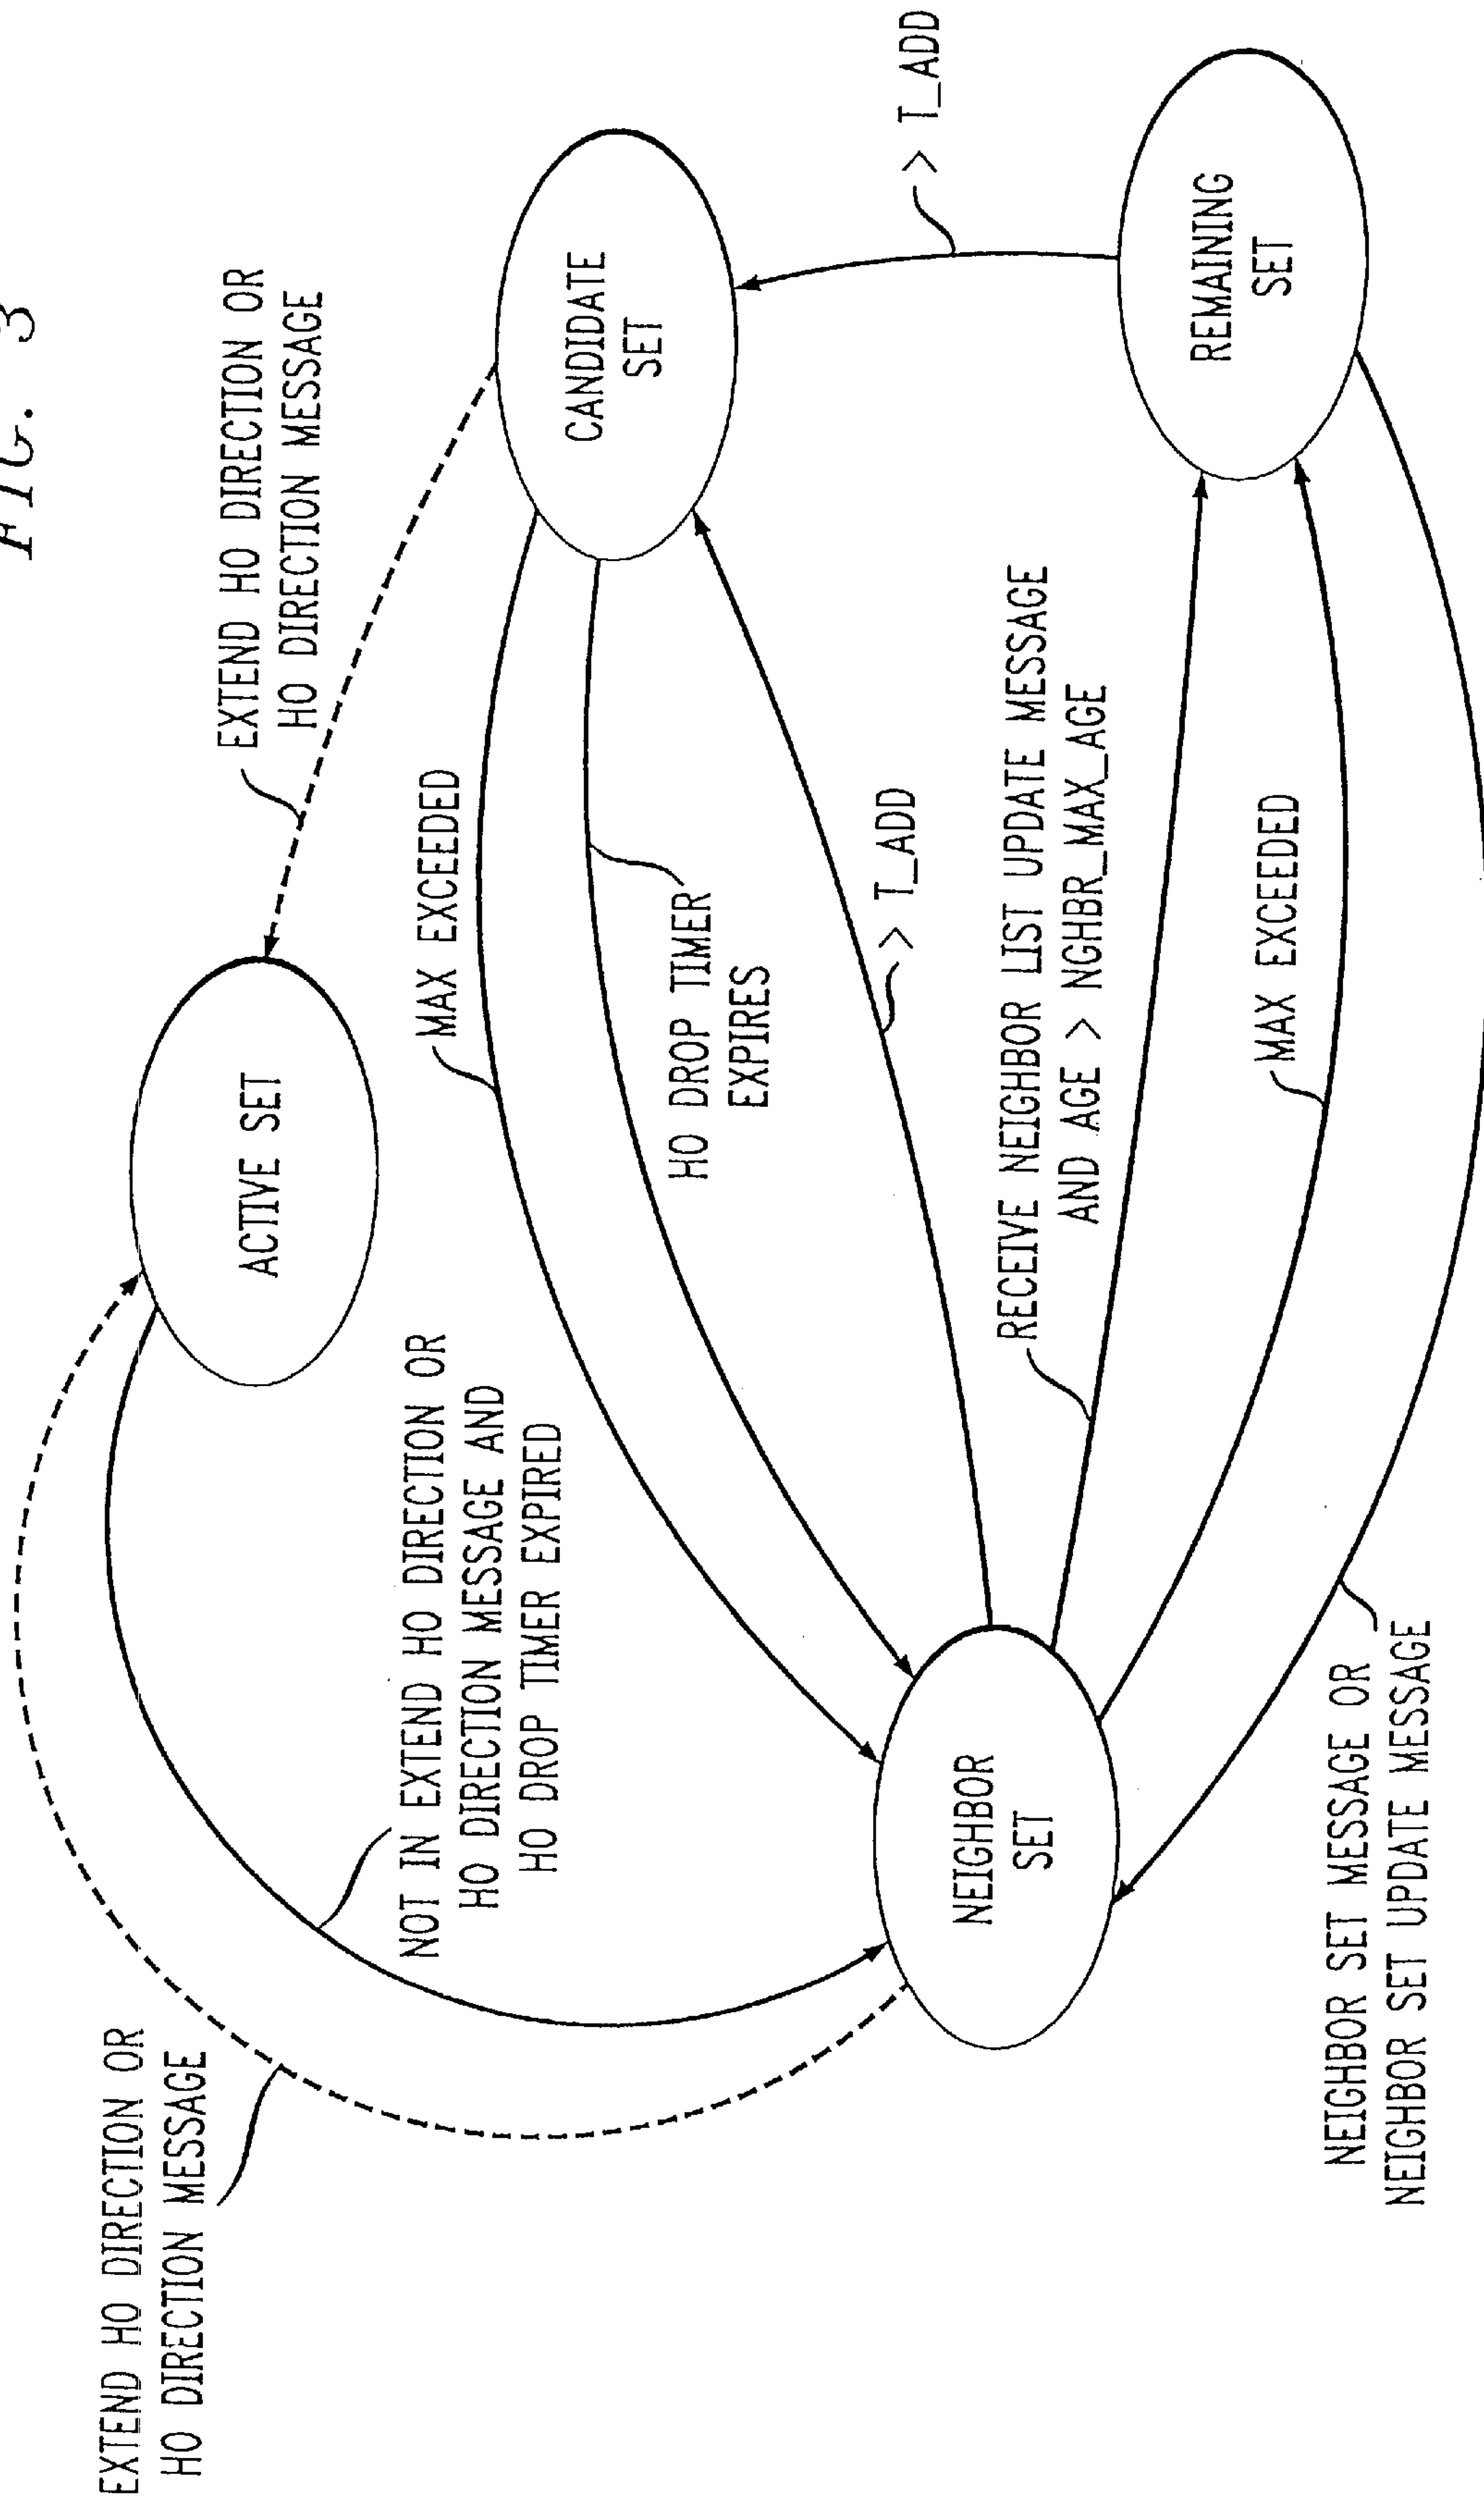 FIG. 3
EXTEND HO DIRECTION OR
HO DIRECTION MESSAGE
ACTIVE SET
EXTEND HO DIRECTION OR
HO DIRECTION MESSAGE
NOT IN EXTEND HO DIRECTION OR
HO DIRECTION MESSAGE AND
HO DROP TIMER EXPIRED
MAX EXCEEDED
CANDIDATE
SET
HO DROP TIMER
EXPIRES
> T_ADD
> T_ADD
NEIGHBOR
SET
RECEIVE NEIGHBOR LIST UPDATE MESSAGE
AND AGE > NGHBR_MAX_AGE
REMAINING
SET
MAX EXCEEDED
NEIGHBOR SET MESSAGE OR
NEIGHBOR SET UPDATE MESSAGE